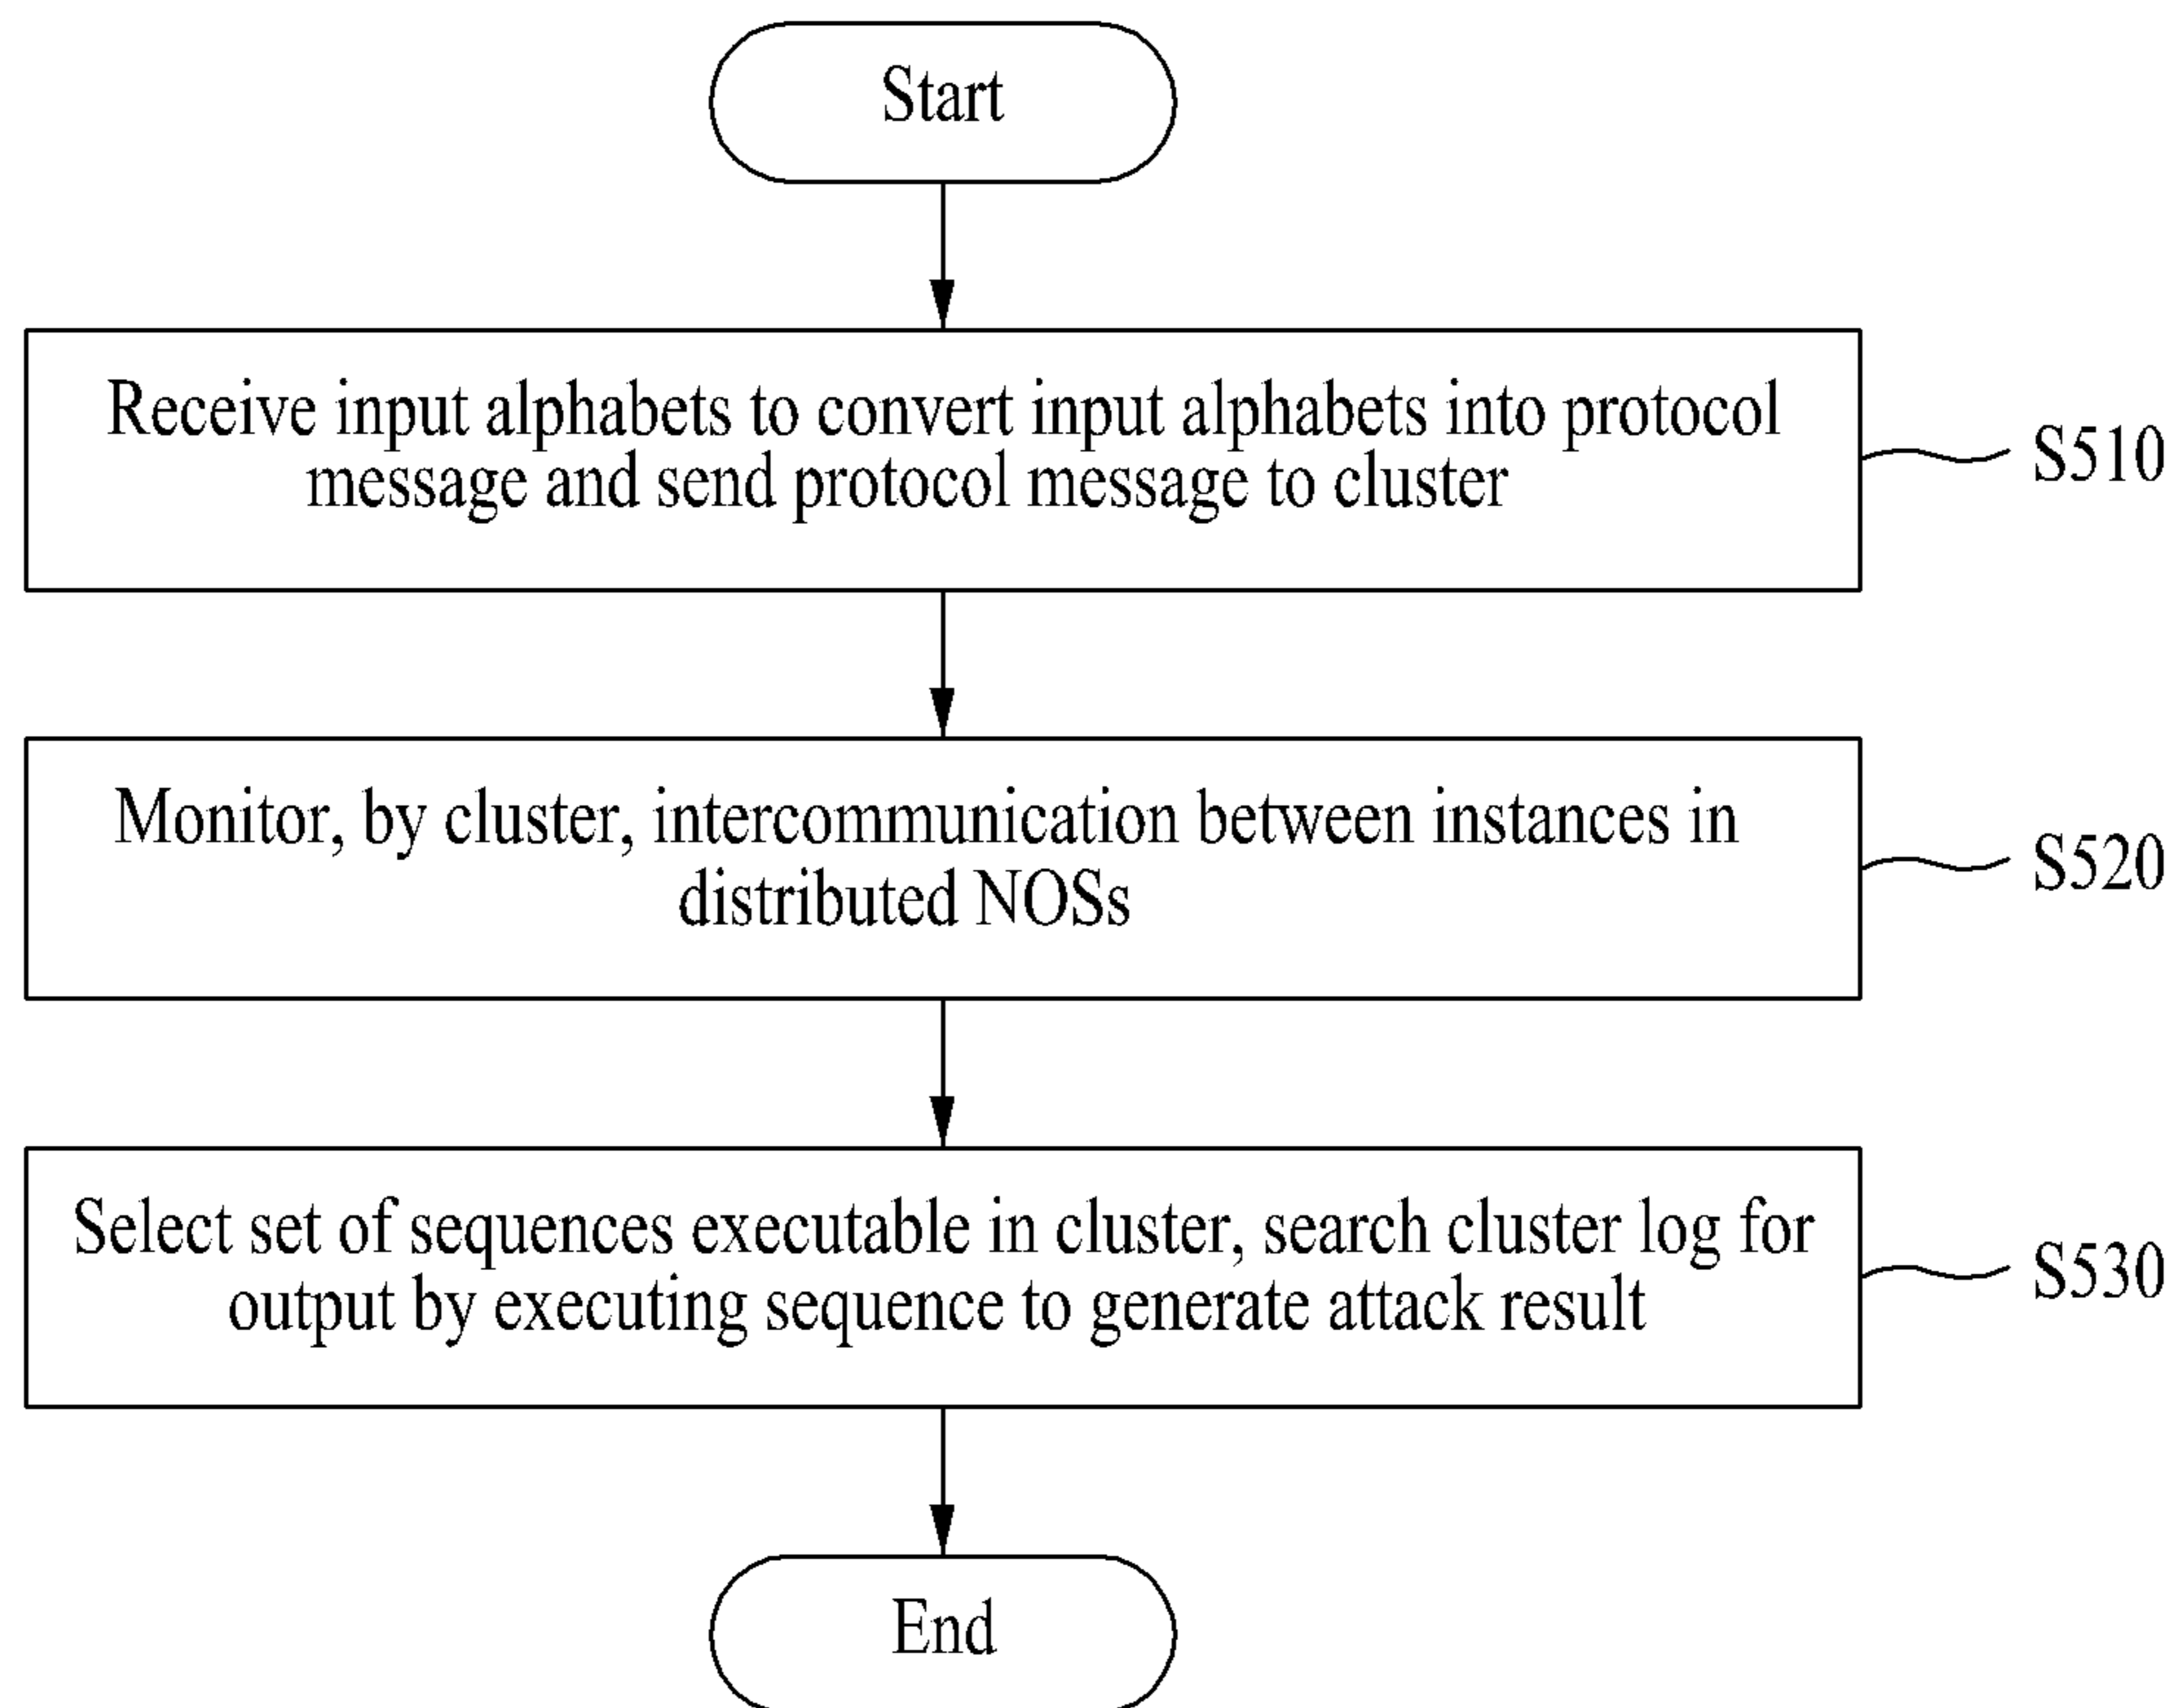 Start
Receive input alphabets to convert input alphabets into protocol
message and send protocol message to cluster
S510
Monitor, by cluster, intercommunication between instances in
distributed NOSs
S520
Select set of sequences executable in cluster, search cluster log for
output by executing sequence to generate attack result
S530
End